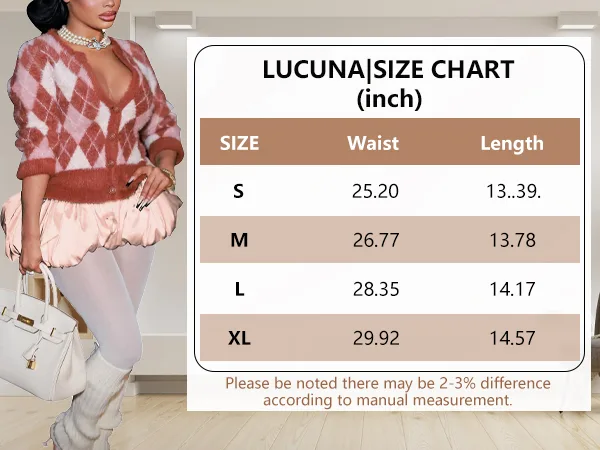 LUCUNA|SIZE CHART
(inch)
SIZE Waist Length
S 25.20 13..39.
M 26.77 13.78
L 28.35 14.17
XL 29.92 14.57
Please be noted there may be 2-3% difference
according to manual measurement.